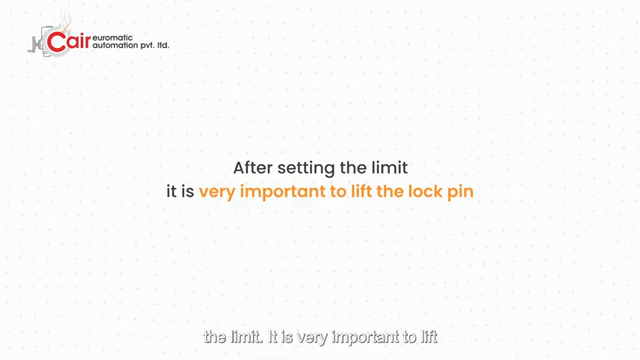 Cair euromatic
automation pvt. ltd.
After setting the limit
it is very important to lift the lock pin
the limit. It is very important to lift